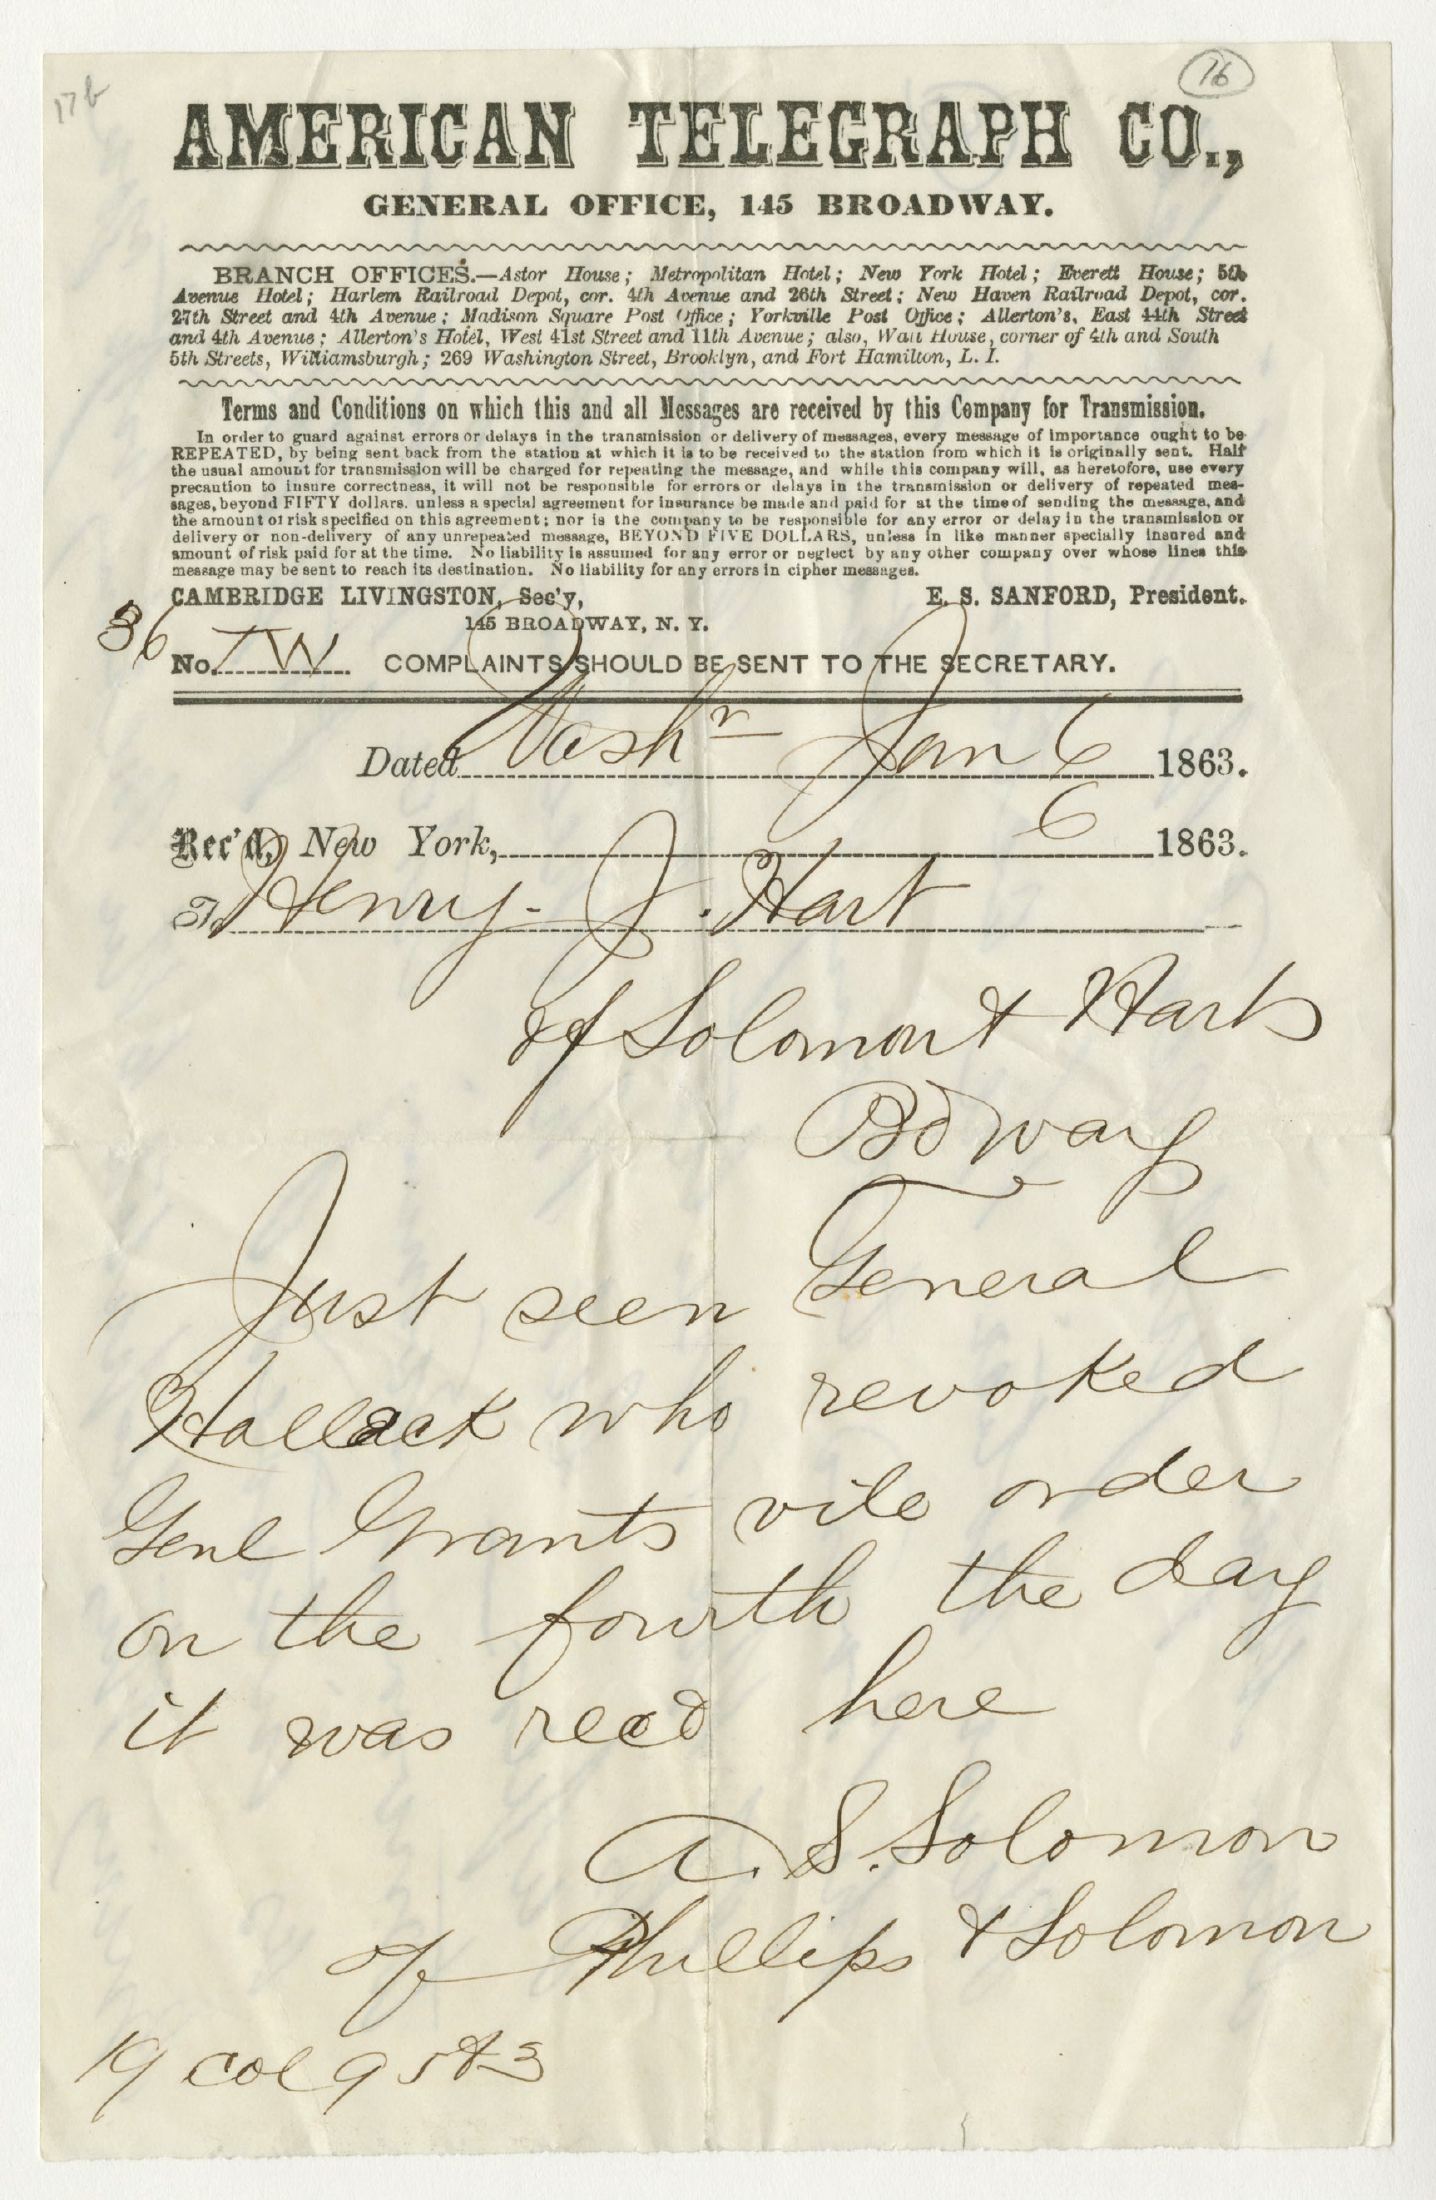 17b
16
AMERICAN TELEGRAPH CO.,
GENERAL OFFICE, 145 BROADWAY.
BRANCH OFFICES.—Astor House; Metropolitan Hotel; New York Hotel; Everett House; 5th
Avenue Hotel; Harlem Railroad Depot, cor. 4th Avenue and 26th Street; New Haven Railroad Depot, cor.
27th Street and 4th Avenue; Madison Square Post Office; Yorkville Post Office; Allerton's, East 44th Street
and 4th Avenue; Allerton's Hotel, West 41st Street and 11th Avenue; also, Wall House, corner of 4th and South
5th Streets, Williamsburgh; 269 Washington Street, Brooklyn, and Fort Hamilton, L. I.
Terms and Conditions on which this and all Messages are received by this Company for Transmission.
In order to guard against errors or delays in the transmission or delivery of messages, every message of importance ought to be
REPEATED, by being sent back from the station at which it is to be received to the station from which it is originally sent. Half
the usual amount for transmission will be charged for repeating the message, and while this company will, as heretofore, use every
precaution to insure correctness, it will not be responsible for errors or delays in the transmission or delivery of repeated mes-
sages, beyond FIFTY dollars. unless a special agreement for insurance be made and paid for at the time of sending the message, and
the amount of risk specified on this agreement; nor is the company to be responsible for any error or delay in the transmission or
delivery or non-delivery of any unrepeated message, BEYOND FIVE DOLLARS, unless in like manner specially insured and
amount of risk paid for at the time. No liability is assumed for any error or neglect by any other company over whose lines this
message may be sent to reach its destination. No liability for any errors in cipher messages.
CAMBRIDGE LIVINGSTON, Sec'y, E. S. SANFORD, President.
145 BROADWAY, N. Y.
36 No. TW COMPLAINTS SHOULD BE SENT TO THE SECRETARY.
Dated Washn Jan 6 1863.
Rec'd, New York, 6 1863.
To Henry. J. Hart
of Solomon & Harts
Bdway
Just seen General
Halleck who revoked
Genl Grants vile order
on the fourth the day
it was recd here
A. S. Solomon
of Phillips & Solomon
19 col 95 & 3